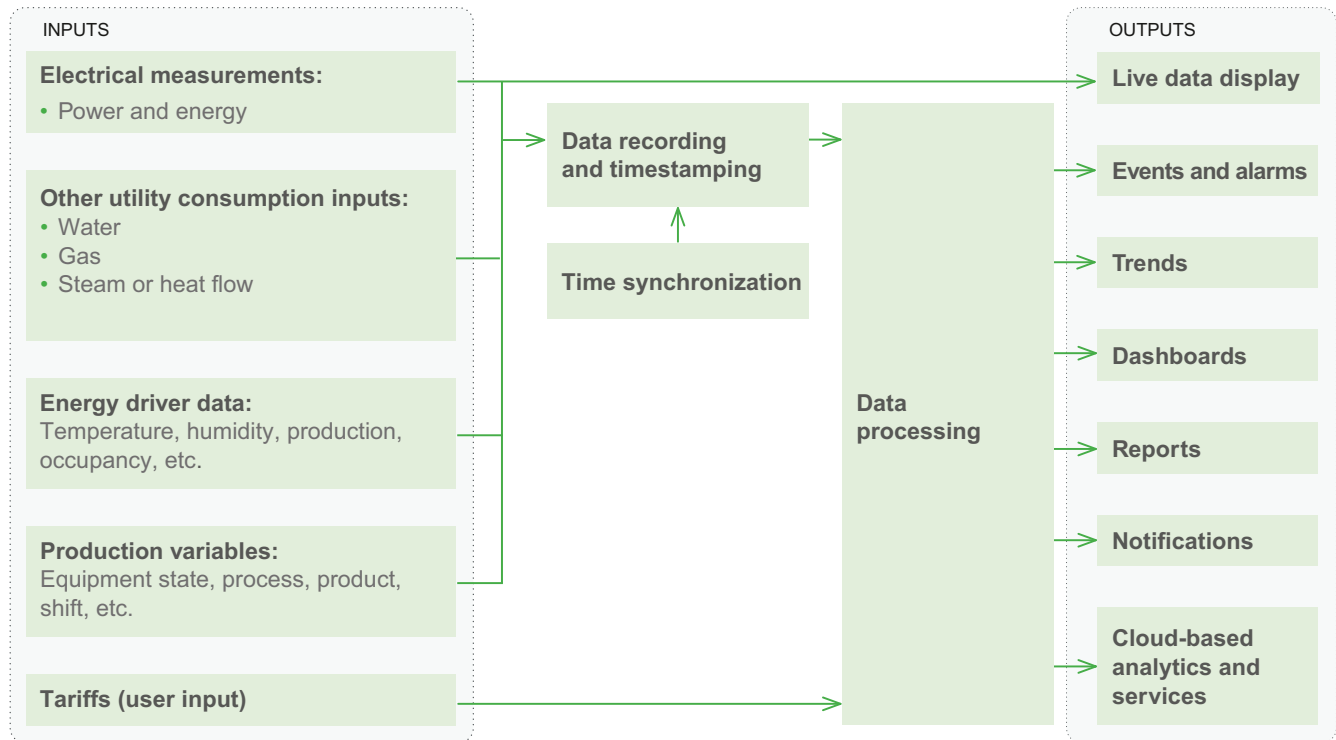 INPUTS
Electrical measurements:
• Power and energy
Other utility consumption inputs:
• Water
• Gas
• Steam or heat flow
Energy driver data:
Temperature, humidity, production,
occupancy, etc.
Production variables:
Equipment state, process, product,
shift, etc.
Tariffs (user input)
Data recording
and timestamping
Time synchronization
Data
processing
OUTPUTS
Live data display
Events and alarms
Trends
Dashboards
Reports
Notifications
Cloud-based
analytics and
services